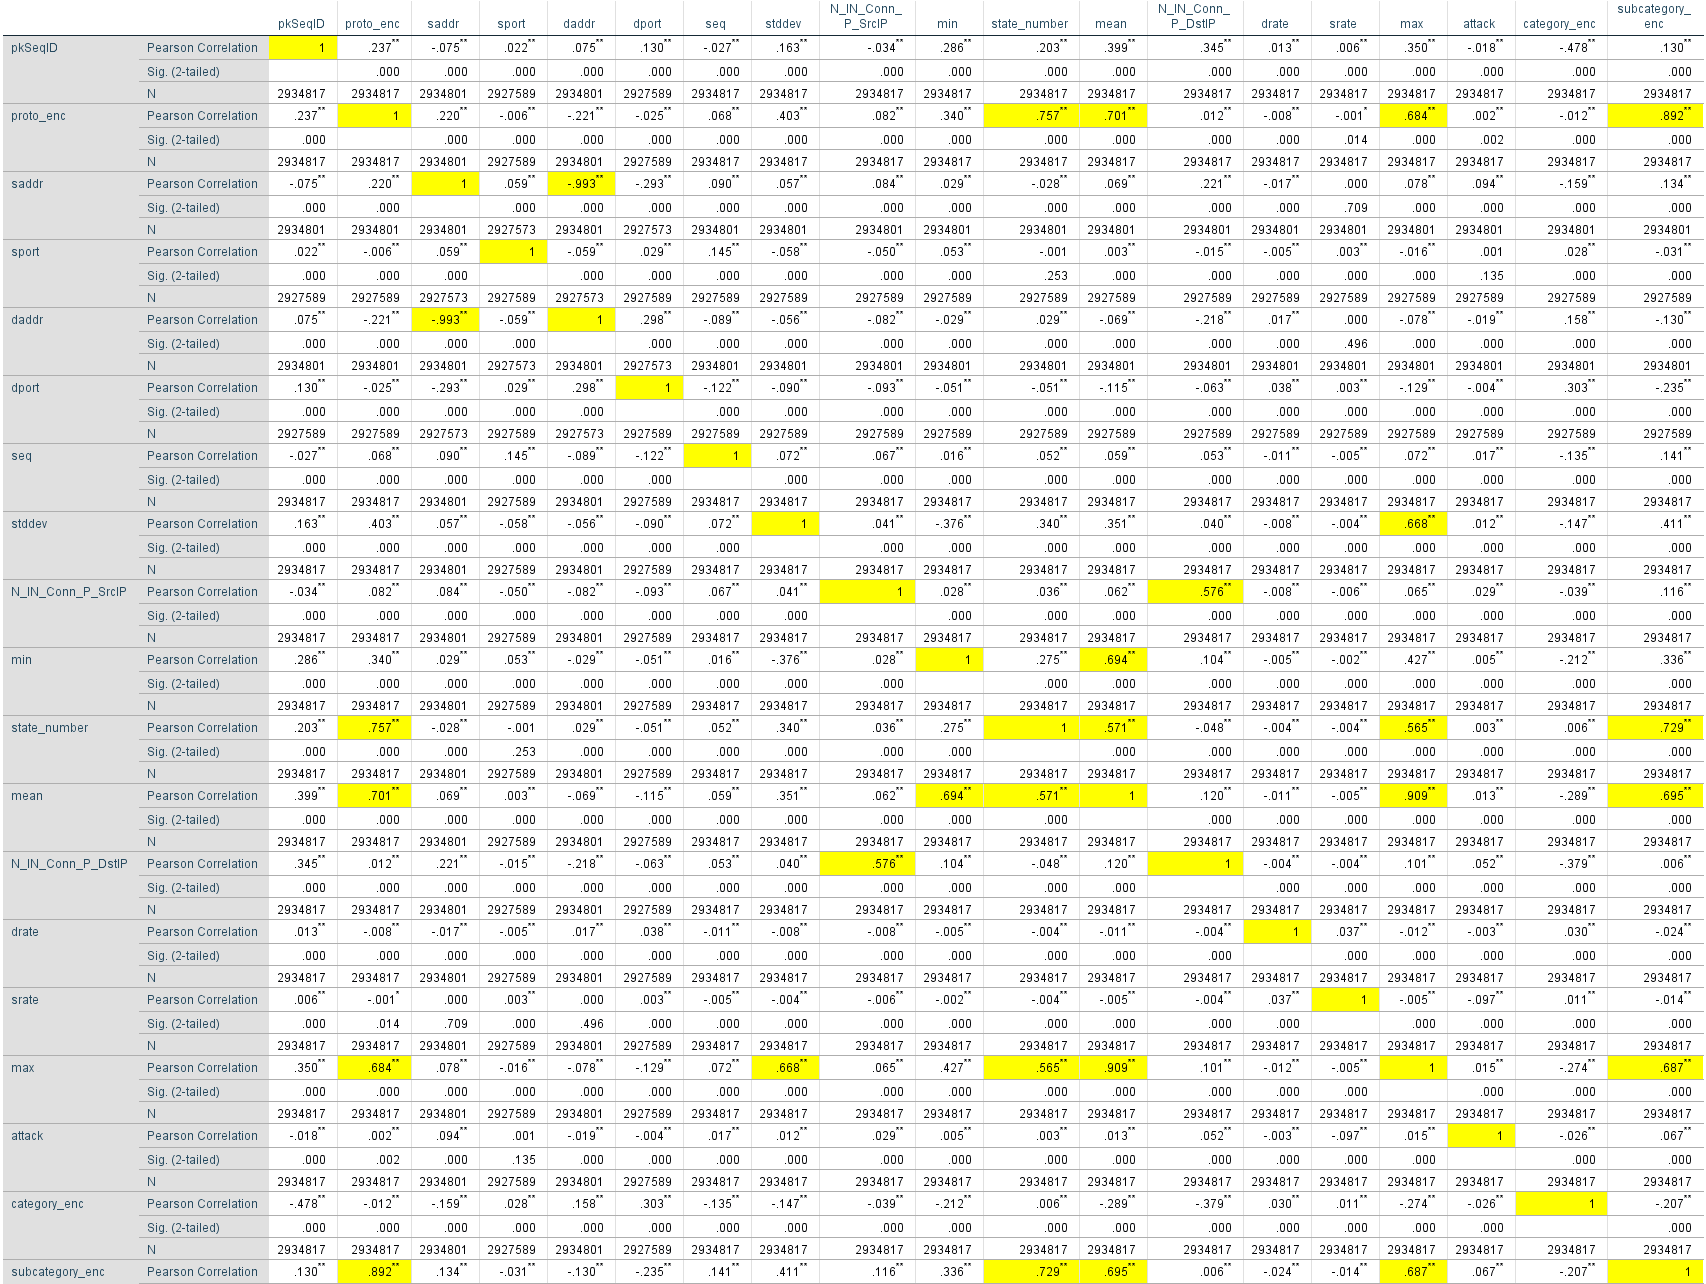 pkSeqID proto_enc saddr sport daddr dport seq stddev N_IN_Conn_P_SrcIP min state_number mean N_IN_Conn_P_DstIP drate srate max attack category_enc subcategory_enc
pkSeqID Pearson Correlation 1 .237** -.075** .022** .075** .130** -.027** .163** -.034** .286** .203** .399** .345** .013** .006** .350** -.018** -.478** .130**
Sig. (2-tailed) .000 .000 .000 .000 .000 .000 .000 .000 .000 .000 .000 .000 .000 .000 .000 .000 .000 .000
N 2934817 2934817 2934801 2927589 2934801 2927589 2934817 2934817 2934817 2934817 2934817 2934817 2934817 2934817 2934817 2934817 2934817 2934817 2934817
proto_enc Pearson Correlation .237** 1 .220** -.006** -.221** -.025** .068** .403** .082** .340** .757** .701** .012** -.008** -.001* .684** .002** -.012** .892**
Sig. (2-tailed) .000 .000 .000 .000 .000 .000 .000 .000 .000 .000 .000 .000 .000 .014 .000 .002 .000 .000
N 2934817 2934817 2934801 2927589 2934801 2927589 2934817 2934817 2934817 2934817 2934817 2934817 2934817 2934817 2934817 2934817 2934817 2934817 2934817
saddr Pearson Correlation -.075** .220** 1 .059** -.993** -.293** .090** .057** .084** .029** -.028** .069** .221** -.017** .000 .078** .094** -.159** .134**
Sig. (2-tailed) .000 .000 .000 .000 .000 .000 .000 .000 .000 .000 .000 .000 .000 .709 .000 .000 .000 .000
N 2934801 2934801 2934801 2927573 2934801 2927573 2934801 2934801 2934801 2934801 2934801 2934801 2934801 2934801 2934801 2934801 2934801 2934801 2934801
sport Pearson Correlation .022** -.006** .059** 1 -.059** .029** .145** -.058** -.050** .053** -.001 .003** -.015** -.005** .003** -.016** .001 .028** -.031**
Sig. (2-tailed) .000 .000 .000 .000 .000 .000 .000 .000 .000 .253 .000 .000 .000 .000 .000 .135 .000 .000
N 2927589 2927589 2927573 2927589 2927573 2927589 2927589 2927589 2927589 2927589 2927589 2927589 2927589 2927589 2927589 2927589 2927589 2927589 2927589
daddr Pearson Correlation .075** -.221** -.993** -.059** 1 .298** -.089** -.056** -.082** -.029** .029** -.069** -.218** .017** .000 -.078** -.019** .158** -.130**
Sig. (2-tailed) .000 .000 .000 .000 .000 .000 .000 .000 .000 .000 .000 .000 .000 .496 .000 .000 .000 .000
N 2934801 2934801 2934801 2927573 2934801 2927573 2934801 2934801 2934801 2934801 2934801 2934801 2934801 2934801 2934801 2934801 2934801 2934801 2934801
dport Pearson Correlation .130** -.025** -.293** .029** .298** 1 -.122** -.090** -.093** -.051** -.051** -.115** -.063** .038** .003** -.129** -.004** .303** -.235**
Sig. (2-tailed) .000 .000 .000 .000 .000 .000 .000 .000 .000 .000 .000 .000 .000 .000 .000 .000 .000 .000
N 2927589 2927589 2927573 2927589 2927573 2927589 2927589 2927589 2927589 2927589 2927589 2927589 2927589 2927589 2927589 2927589 2927589 2927589 2927589
seq Pearson Correlation -.027** .068** .090** .145** -.089** -.122** 1 .072** .067** .016** .052** .059** .053** -.011** -.005** .072** .017** -.135** .141**
Sig. (2-tailed) .000 .000 .000 .000 .000 .000 .000 .000 .000 .000 .000 .000 .000 .000 .000 .000 .000 .000
N 2934817 2934817 2934801 2927589 2934801 2927589 2934817 2934817 2934817 2934817 2934817 2934817 2934817 2934817 2934817 2934817 2934817 2934817 2934817
stddev Pearson Correlation .163** .403** .057** -.058** -.056** -.090** .072** 1 .041** -.376** .340** .351** .040** -.008** -.004** .668** .012** -.147** .411**
Sig. (2-tailed) .000 .000 .000 .000 .000 .000 .000 .000 .000 .000 .000 .000 .000 .000 .000 .000 .000 .000
N 2934817 2934817 2934801 2927589 2934801 2927589 2934817 2934817 2934817 2934817 2934817 2934817 2934817 2934817 2934817 2934817 2934817 2934817 2934817
N_IN_Conn_P_SrcIP Pearson Correlation -.034** .082** .084** -.050** -.082** -.093** .067** .041** 1 .028** .036** .062** .576** -.008** -.006** .065** .029** -.039** .116**
Sig. (2-tailed) .000 .000 .000 .000 .000 .000 .000 .000 .000 .000 .000 .000 .000 .000 .000 .000 .000 .000
N 2934817 2934817 2934801 2927589 2934801 2927589 2934817 2934817 2934817 2934817 2934817 2934817 2934817 2934817 2934817 2934817 2934817 2934817 2934817
min Pearson Correlation .286** .340** .029** .053** -.029** -.051** .016** -.376** .028** 1 .275** .694** .104** -.005** -.002** .427** .005** -.212** .336**
Sig. (2-tailed) .000 .000 .000 .000 .000 .000 .000 .000 .000 .000 .000 .000 .000 .000 .000 .000 .000 .000
N 2934817 2934817 2934801 2927589 2934801 2927589 2934817 2934817 2934817 2934817 2934817 2934817 2934817 2934817 2934817 2934817 2934817 2934817 2934817
state_number Pearson Correlation .203** .757** -.028** -.001 .029** -.051** .052** .340** .036** .275** 1 .571** -.048** -.004** -.004** .565** .003** .006** .729**
Sig. (2-tailed) .000 .000 .000 .253 .000 .000 .000 .000 .000 .000 .000 .000 .000 .000 .000 .000 .000 .000
N 2934817 2934817 2934801 2927589 2934801 2927589 2934817 2934817 2934817 2934817 2934817 2934817 2934817 2934817 2934817 2934817 2934817 2934817 2934817
mean Pearson Correlation .399** .701** .069** .003** -.069** -.115** .059** .351** .062** .694** .571** 1 .120** -.011** -.005** .909** .013** -.289** .695**
Sig. (2-tailed) .000 .000 .000 .000 .000 .000 .000 .000 .000 .000 .000 .000 .000 .000 .000 .000 .000 .000
N 2934817 2934817 2934801 2927589 2934801 2927589 2934817 2934817 2934817 2934817 2934817 2934817 2934817 2934817 2934817 2934817 2934817 2934817 2934817
N_IN_Conn_P_DstIP Pearson Correlation .345** .012** .221** -.015** -.218** -.063** .053** .040** .576** .104** -.048** .120** 1 -.004** -.004** .101** .052** -.379** .006**
Sig. (2-tailed) .000 .000 .000 .000 .000 .000 .000 .000 .000 .000 .000 .000 .000 .000 .000 .000 .000 .000
N 2934817 2934817 2934801 2927589 2934801 2927589 2934817 2934817 2934817 2934817 2934817 2934817 2934817 2934817 2934817 2934817 2934817 2934817 2934817
drate Pearson Correlation .013** -.008** -.017** -.005** .017** .038** -.011** -.008** -.008** -.005** -.004** -.011** -.004** 1 .037** -.012** -.003** .030** -.024**
Sig. (2-tailed) .000 .000 .000 .000 .000 .000 .000 .000 .000 .000 .000 .000 .000 .000 .000 .000 .000 .000
N 2934817 2934817 2934801 2927589 2934801 2927589 2934817 2934817 2934817 2934817 2934817 2934817 2934817 2934817 2934817 2934817 2934817 2934817 2934817
srate Pearson Correlation .006** -.001* .000 .003** .000 .003** -.005** -.004** -.006** -.002** -.004** -.005** -.004** .037** 1 -.005** -.097** .011** -.014**
Sig. (2-tailed) .000 .014 .709 .000 .496 .000 .000 .000 .000 .000 .000 .000 .000 .000 .000 .000 .000 .000
N 2934817 2934817 2934801 2927589 2934801 2927589 2934817 2934817 2934817 2934817 2934817 2934817 2934817 2934817 2934817 2934817 2934817 2934817 2934817
max Pearson Correlation .350** .684** .078** -.016** -.078** -.129** .072** .668** .065** .427** .565** .909** .101** -.012** -.005** 1 .015** -.274** .687**
Sig. (2-tailed) .000 .000 .000 .000 .000 .000 .000 .000 .000 .000 .000 .000 .000 .000 .000 .000 .000 .000
N 2934817 2934817 2934801 2927589 2934801 2927589 2934817 2934817 2934817 2934817 2934817 2934817 2934817 2934817 2934817 2934817 2934817 2934817 2934817
attack Pearson Correlation -.018** .002** .094** .001 -.019** -.004** .017** .012** .029** .005** .003** .013** .052** -.003** -.097** .015** 1 -.026** .067**
Sig. (2-tailed) .000 .002 .000 .135 .000 .000 .000 .000 .000 .000 .000 .000 .000 .000 .000 .000 .000 .000
N 2934817 2934817 2934801 2927589 2934801 2927589 2934817 2934817 2934817 2934817 2934817 2934817 2934817 2934817 2934817 2934817 2934817 2934817 2934817
category_enc Pearson Correlation -.478** -.012** -.159** .028** .158** .303** -.135** -.147** -.039** -.212** .006** -.289** -.379** .030** .011** -.274** -.026** 1 -.207**
Sig. (2-tailed) .000 .000 .000 .000 .000 .000 .000 .000 .000 .000 .000 .000 .000 .000 .000 .000 .000 .000
N 2934817 2934817 2934801 2927589 2934801 2927589 2934817 2934817 2934817 2934817 2934817 2934817 2934817 2934817 2934817 2934817 2934817 2934817 2934817
subcategory_enc Pearson Correlation .130** .892** .134** -.031** -.130** -.235** .141** .411** .116** .336** .729** .695** .006** -.024** -.014** .687** .067** -.207** 1